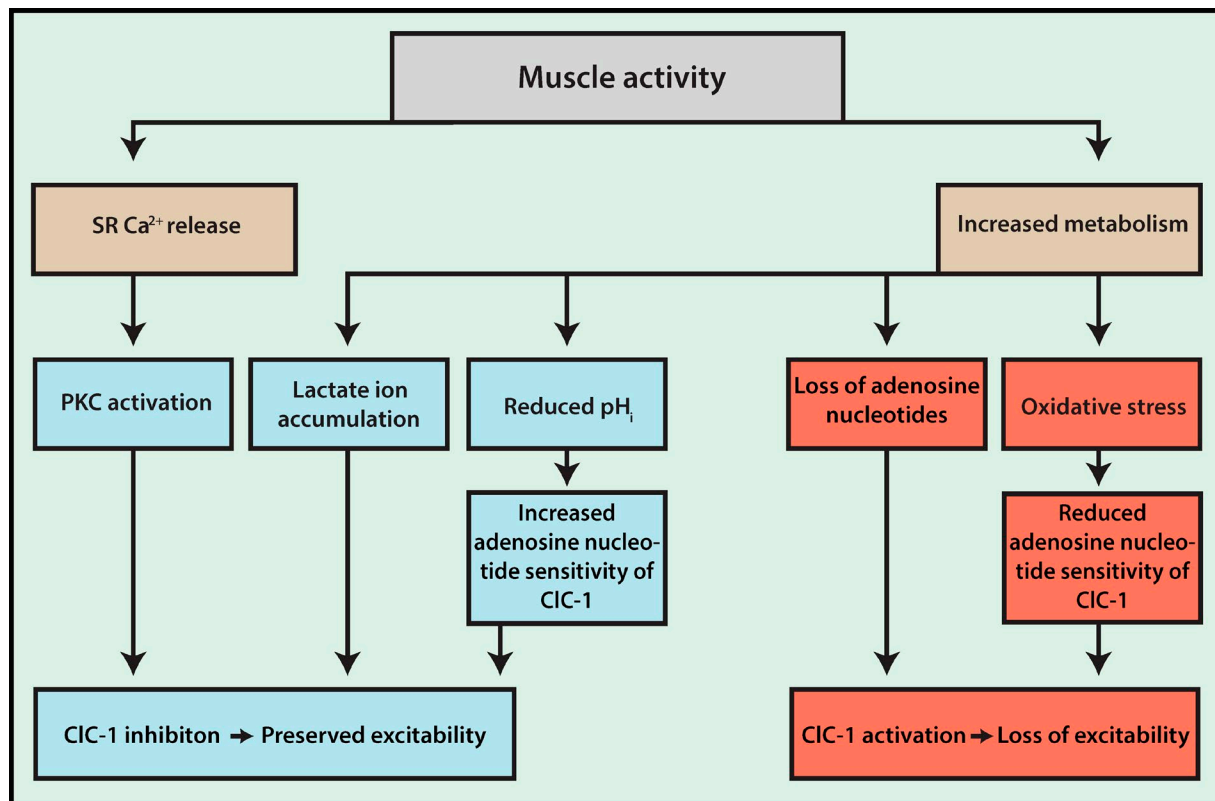 Muscle activity
SR Ca²⁺ release
Increased metabolism
PKC activation
Lactate ion
accumulation
Reduced pHᵢ
Loss of adenosine
nucleotides
Oxidative stress
Increased
adenosine nucleo-
tide sensitivity of
ClC-1
Reduced
adenosine nucleo-
tide sensitivity of
ClC-1
ClC-1 inhibiton → Preserved excitability
ClC-1 activation → Loss of excitability